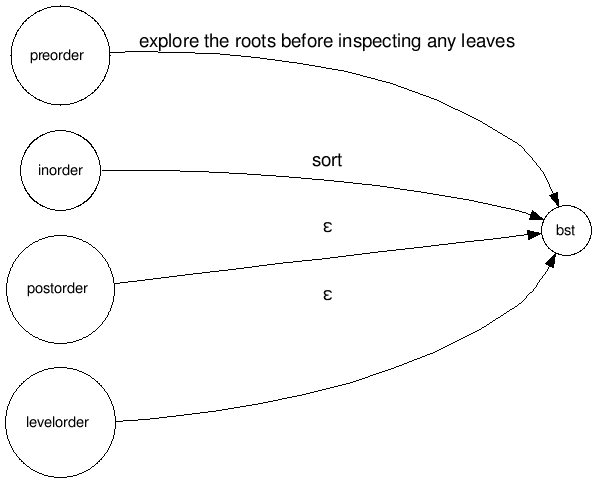 explore the roots before inspecting any leaves
preorder
sort
inorder
ε
bst
postorder
ε
levelorder